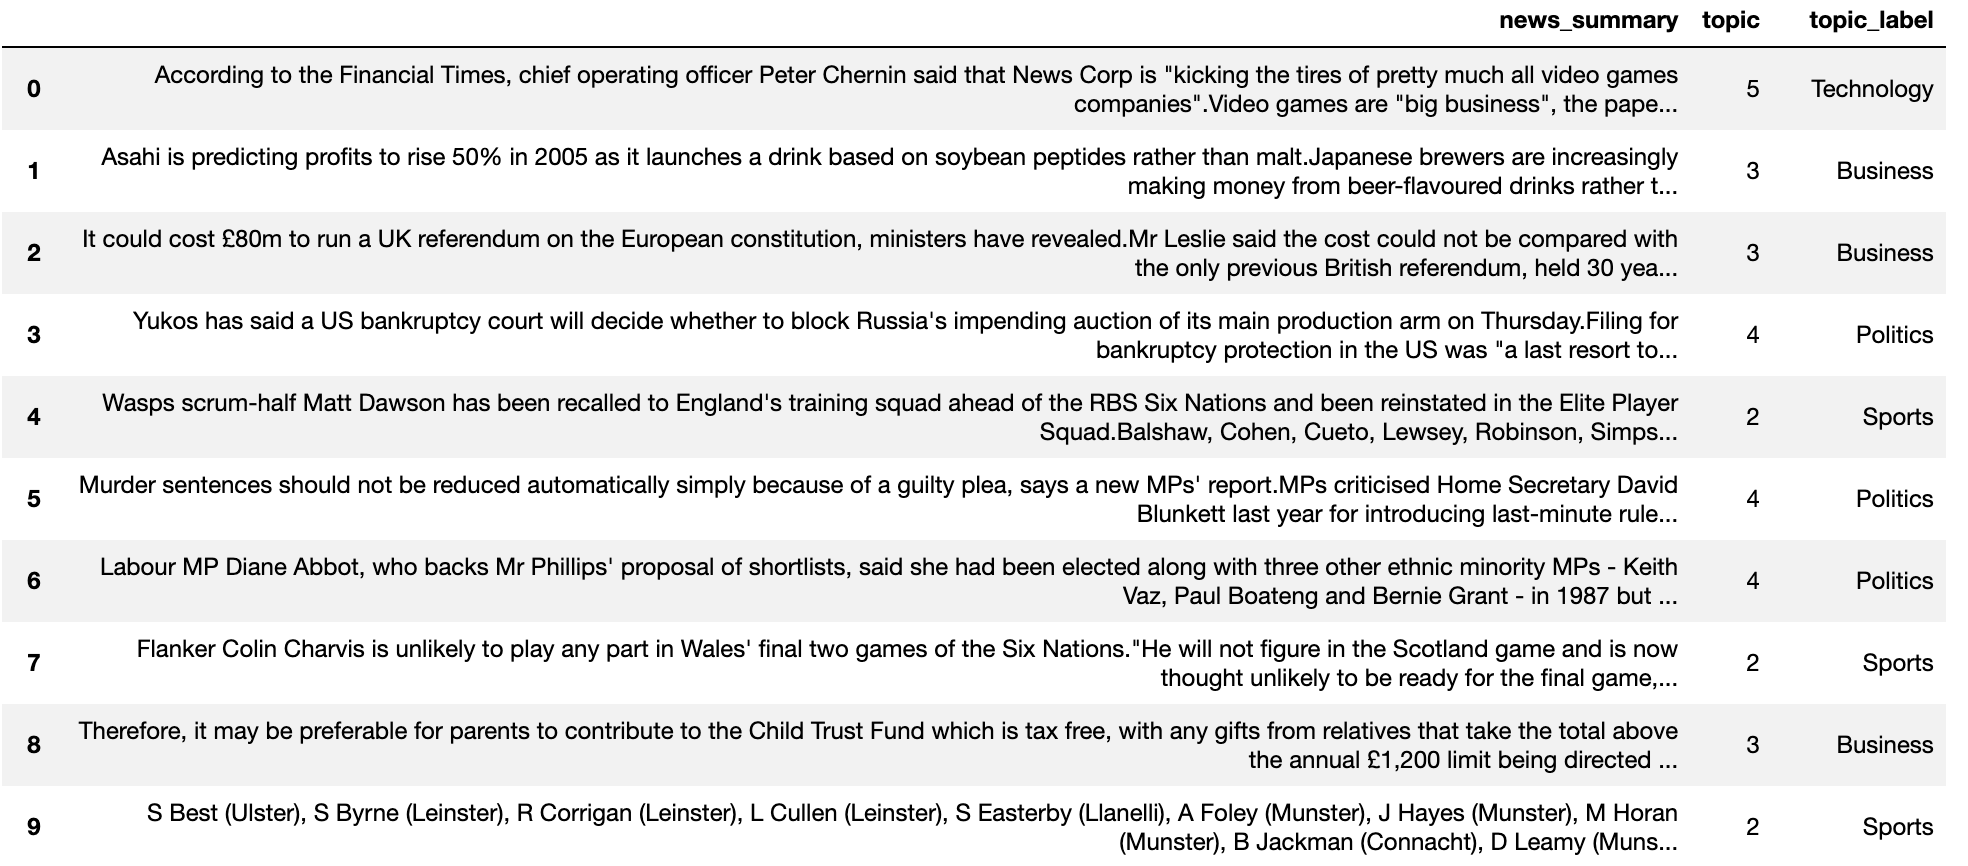 news_summary topic topic_label
0 According to the Financial Times, chief operating officer Peter Chernin said that News Corp is "kicking the tires of pretty much all video games 5 Technology
companies".Video games are "big business", the pape...
1 Asahi is predicting profits to rise 50% in 2005 as it launches a drink based on soybean peptides rather than malt.Japanese brewers are increasingly 3 Business
making money from beer-flavoured drinks rather t...
2 It could cost £80m to run a UK referendum on the European constitution, ministers have revealed.Mr Leslie said the cost could not be compared with 3 Business
the only previous British referendum, held 30 yea...
3 Yukos has said a US bankruptcy court will decide whether to block Russia's impending auction of its main production arm on Thursday.Filing for 4 Politics
bankruptcy protection in the US was "a last resort to...
4 Wasps scrum-half Matt Dawson has been recalled to England's training squad ahead of the RBS Six Nations and been reinstated in the Elite Player 2 Sports
Squad.Balshaw, Cohen, Cueto, Lewsey, Robinson, Simps...
5 Murder sentences should not be reduced automatically simply because of a guilty plea, says a new MPs' report.MPs criticised Home Secretary David 4 Politics
Blunkett last year for introducing last-minute rule...
6 Labour MP Diane Abbot, who backs Mr Phillips' proposal of shortlists, said she had been elected along with three other ethnic minority MPs - Keith 4 Politics
Vaz, Paul Boateng and Bernie Grant - in 1987 but ...
7 Flanker Colin Charvis is unlikely to play any part in Wales' final two games of the Six Nations."He will not figure in the Scotland game and is now 2 Sports
thought unlikely to be ready for the final game,...
8 Therefore, it may be preferable for parents to contribute to the Child Trust Fund which is tax free, with any gifts from relatives that take the total above 3 Business
the annual £1,200 limit being directed ...
9 S Best (Ulster), S Byrne (Leinster), R Corrigan (Leinster), L Cullen (Leinster), S Easterby (Llanelli), A Foley (Munster), J Hayes (Munster), M Horan 2 Sports
(Munster), B Jackman (Connacht), D Leamy (Muns...